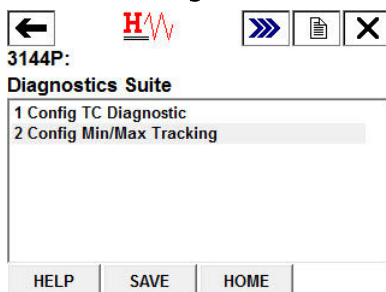 H
3144P:
Diagnostics Suite
1 Config TC Diagnostic
2 Config Min/Max Tracking
HELP SAVE HOME